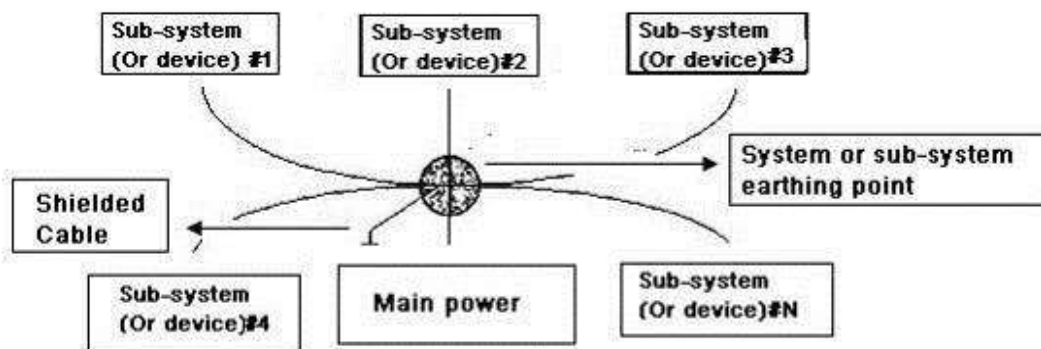 Sub-system
(Or device) #1
Sub-system
(Or device)#2
Sub-system
(Or device)#3
System or sub-system
earthing point
Shielded
Cable
Sub-system
(Or device)#4
Main power
Sub-system
(Or device)#N